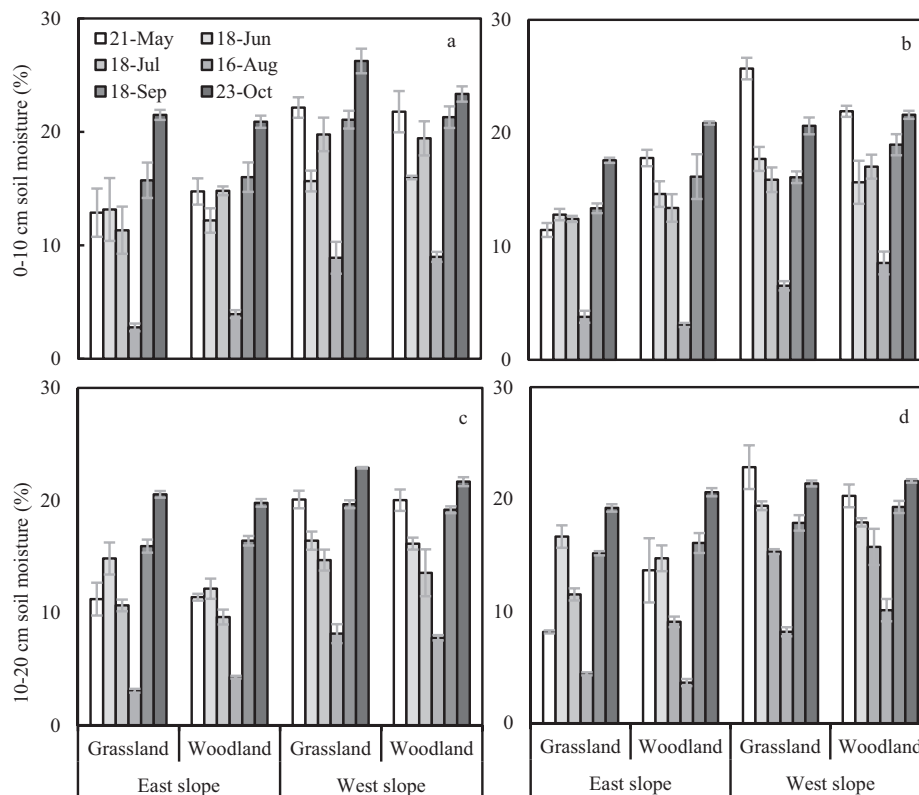 30 30
21-May 18-Jun a b
18-Jul 16-Aug
18-Sep 23-Oct
20 20
0-10 cm soil moisture (%)
10 10
0 0
30 30
c d
20 20
10-20 cm soil moisture (%)
10 10
0 0
Grassland Woodland Grassland Woodland Grassland Woodland Grassland Woodland
East slope West slope East slope West slope